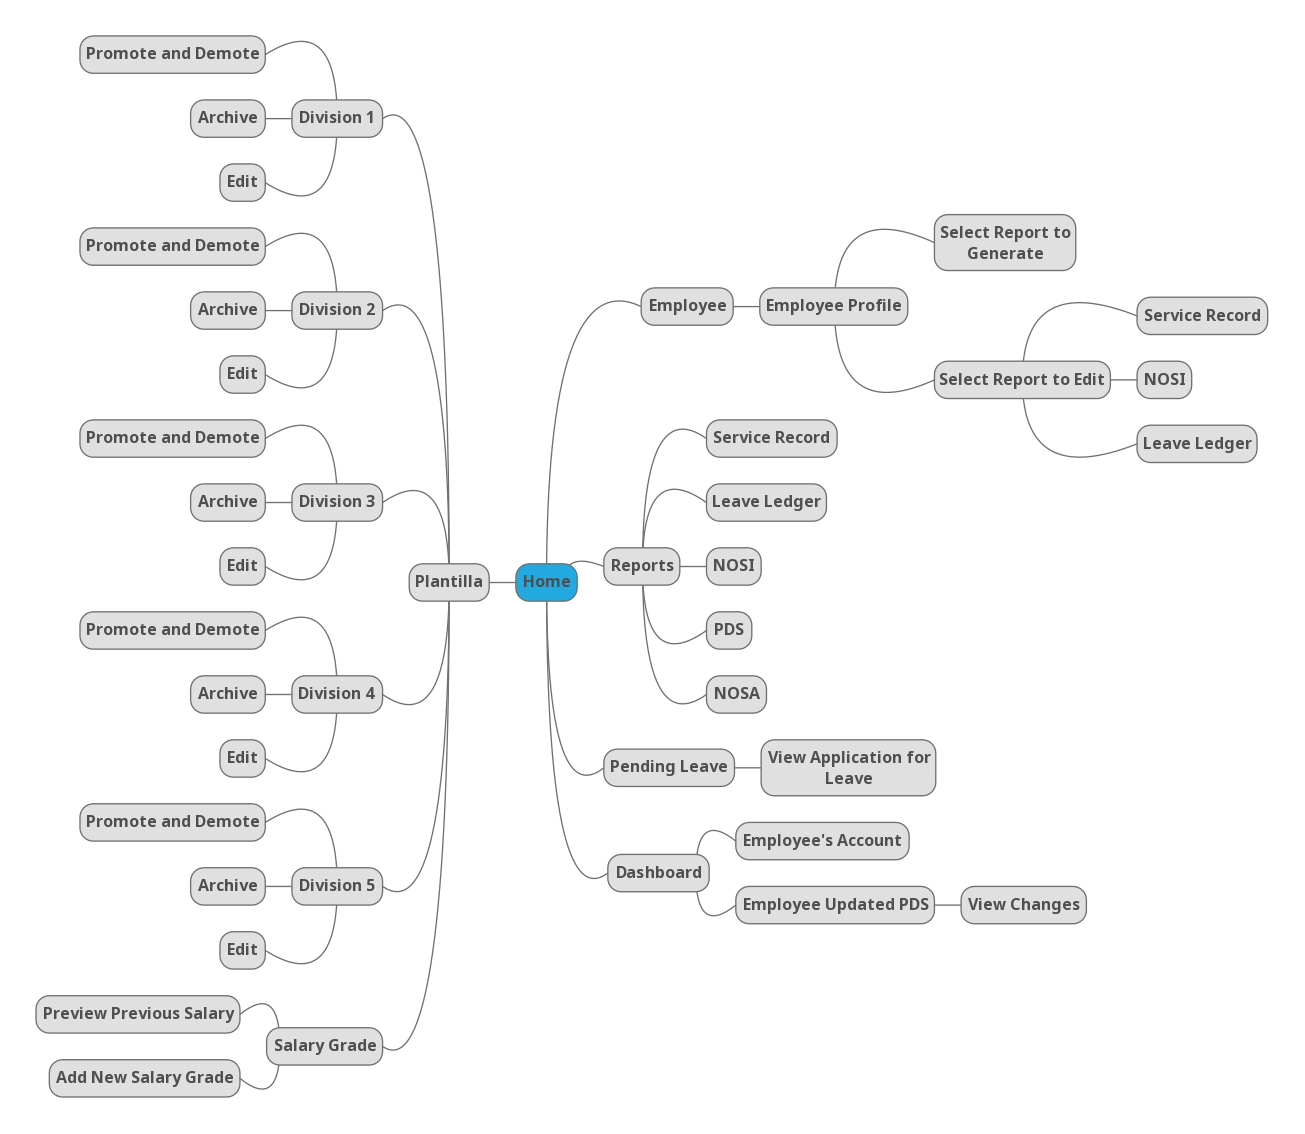 Promote and Demote
Archive
Division 1
Edit
Promote and Demote
Archive
Division 2
Edit
Promote and Demote
Archive
Division 3
Edit
Plantilla
Promote and Demote
Archive
Division 4
Edit
Promote and Demote
Archive
Division 5
Edit
Preview Previous Salary
Salary Grade
Add New Salary Grade
Home
Employee
Employee Profile
Select Report to
Generate
Select Report to Edit
Service Record
NOSI
Leave Ledger
Reports
Service Record
Leave Ledger
NOSI
PDS
NOSA
Pending Leave
View Application for
Leave
Dashboard
Employee's Account
Employee Updated PDS
View Changes